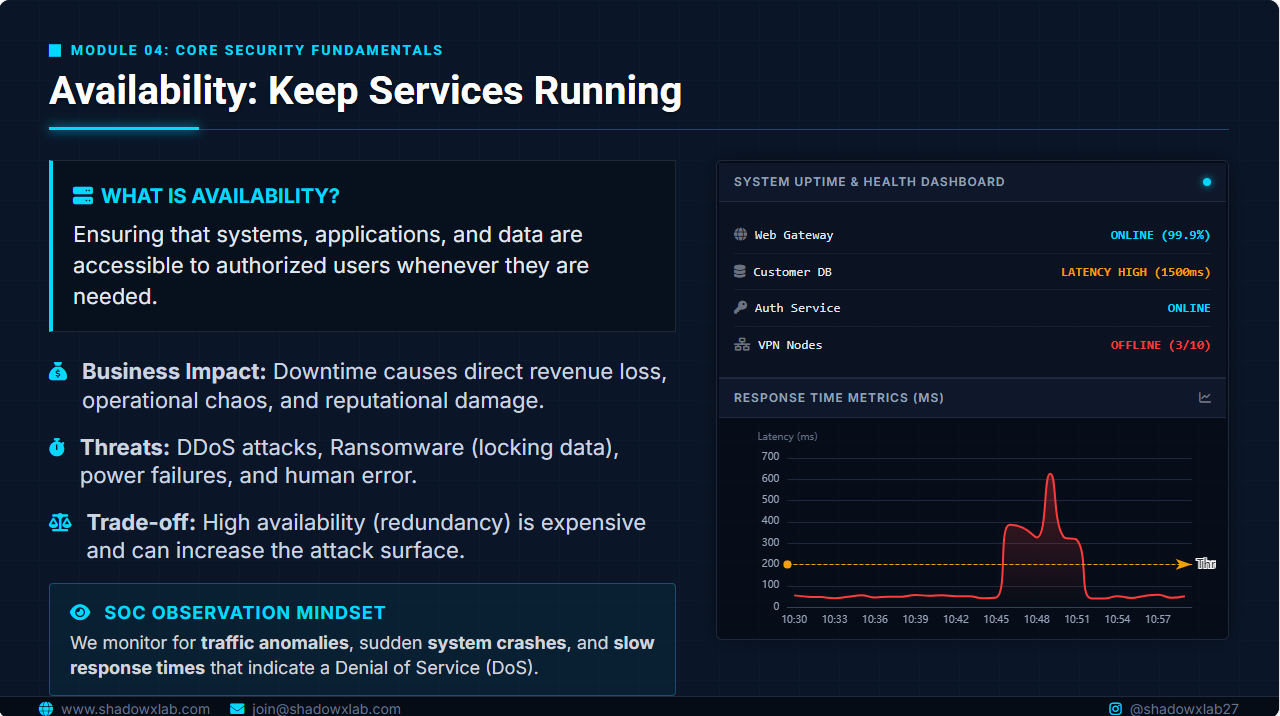 MODULE 04: CORE SECURITY FUNDAMENTALS
Availability: Keep Services Running
WHAT IS AVAILABILITY?
Ensuring that systems, applications, and data are
accessible to authorized users whenever they are
needed.
Business Impact: Downtime causes direct revenue loss,
operational chaos, and reputational damage.
Threats: DDoS attacks, Ransomware (locking data),
power failures, and human error.
Trade-off: High availability (redundancy) is expensive
and can increase the attack surface.
SOC OBSERVATION MINDSET
We monitor for traffic anomalies, sudden system crashes, and slow
response times that indicate a Denial of Service (DoS).
SYSTEM UPTIME & HEALTH DASHBOARD
Web Gateway ONLINE (99.9%)
Customer DB LATENCY HIGH (1500ms)
Auth Service ONLINE
VPN Nodes OFFLINE (3/10)
RESPONSE TIME METRICS (MS)
Latency (ms)
700
600
500
400
300
200 Thr
100
0
10:30 10:33 10:36 10:39 10:42 10:45 10:48 10:51 10:54 10:57
www.shadowxlab.com join@shadowxlab.com @shadowxlab27